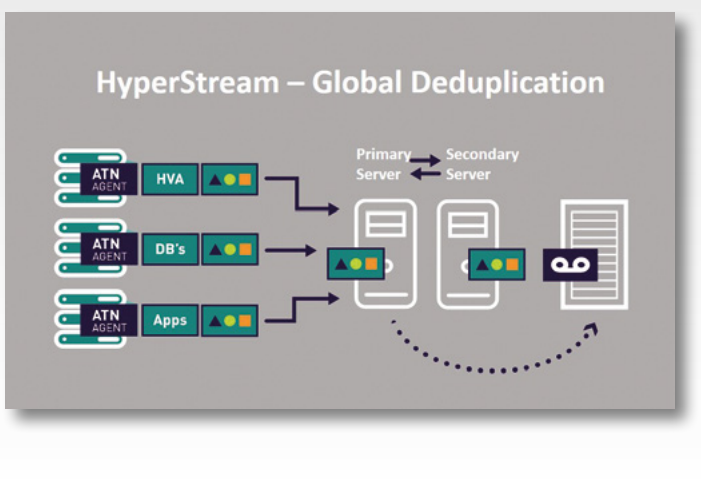 HyperStream – Global Deduplication
Primary Secondary
Server Server
ATN
AGENT
HVA
ATN
AGENT
DB's
ATN
AGENT
Apps